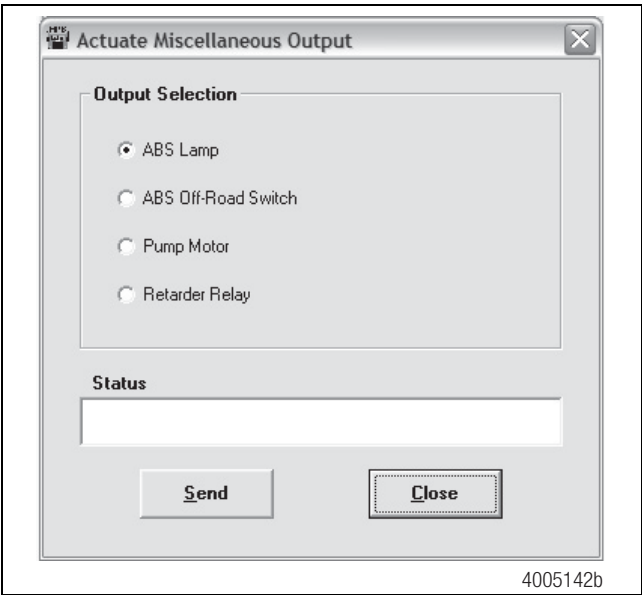 Actuate Miscellaneous Output
Output Selection
ABS Lamp
ABS Off-Road Switch
Pump Motor
Retarder Relay
Status
Send
Close
4005142b